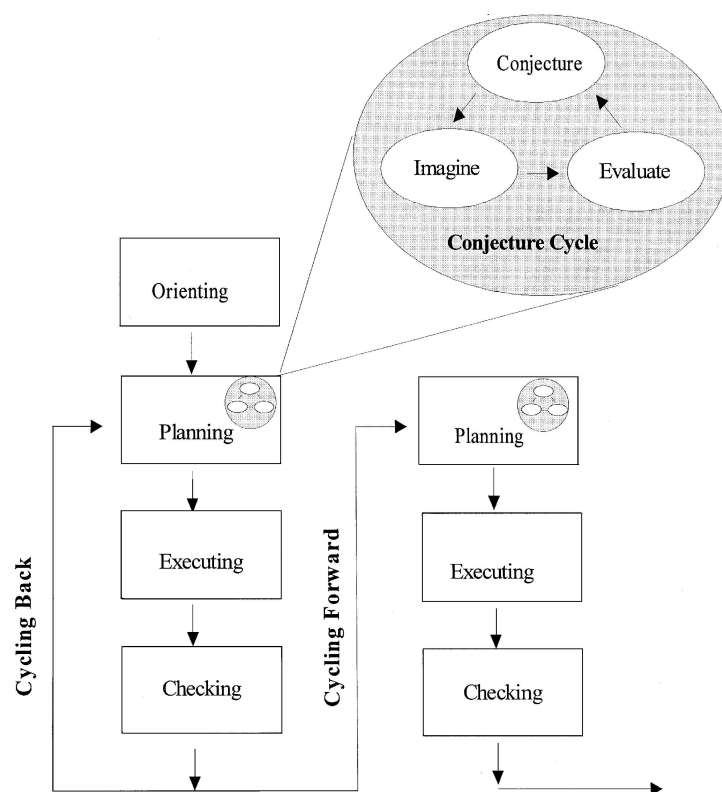 Conjecture
Imagine
Evaluate
Conjecture Cycle
Orienting
Planning
Executing
Checking
Cycling Back
Cycling Forward
Planning
Executing
Checking